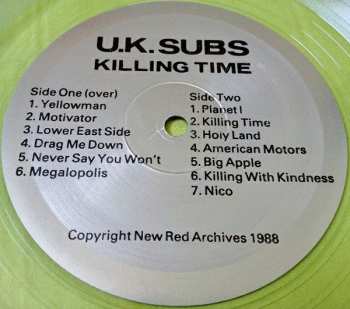 U.K. SUBS
KILLING TIME
Side One (over)
1. Yellowman
2. Motivator
3. Lower East Side
4. Drag Me Down
5. Never Say You Won't
6. Megalopolis
Side Two
1. Planet I
2. Killing Time
3. Holy Land
4. American Motors
5. Big Apple
6. Killing With Kindness
7. Nico
Copyright New Red Archives 1988